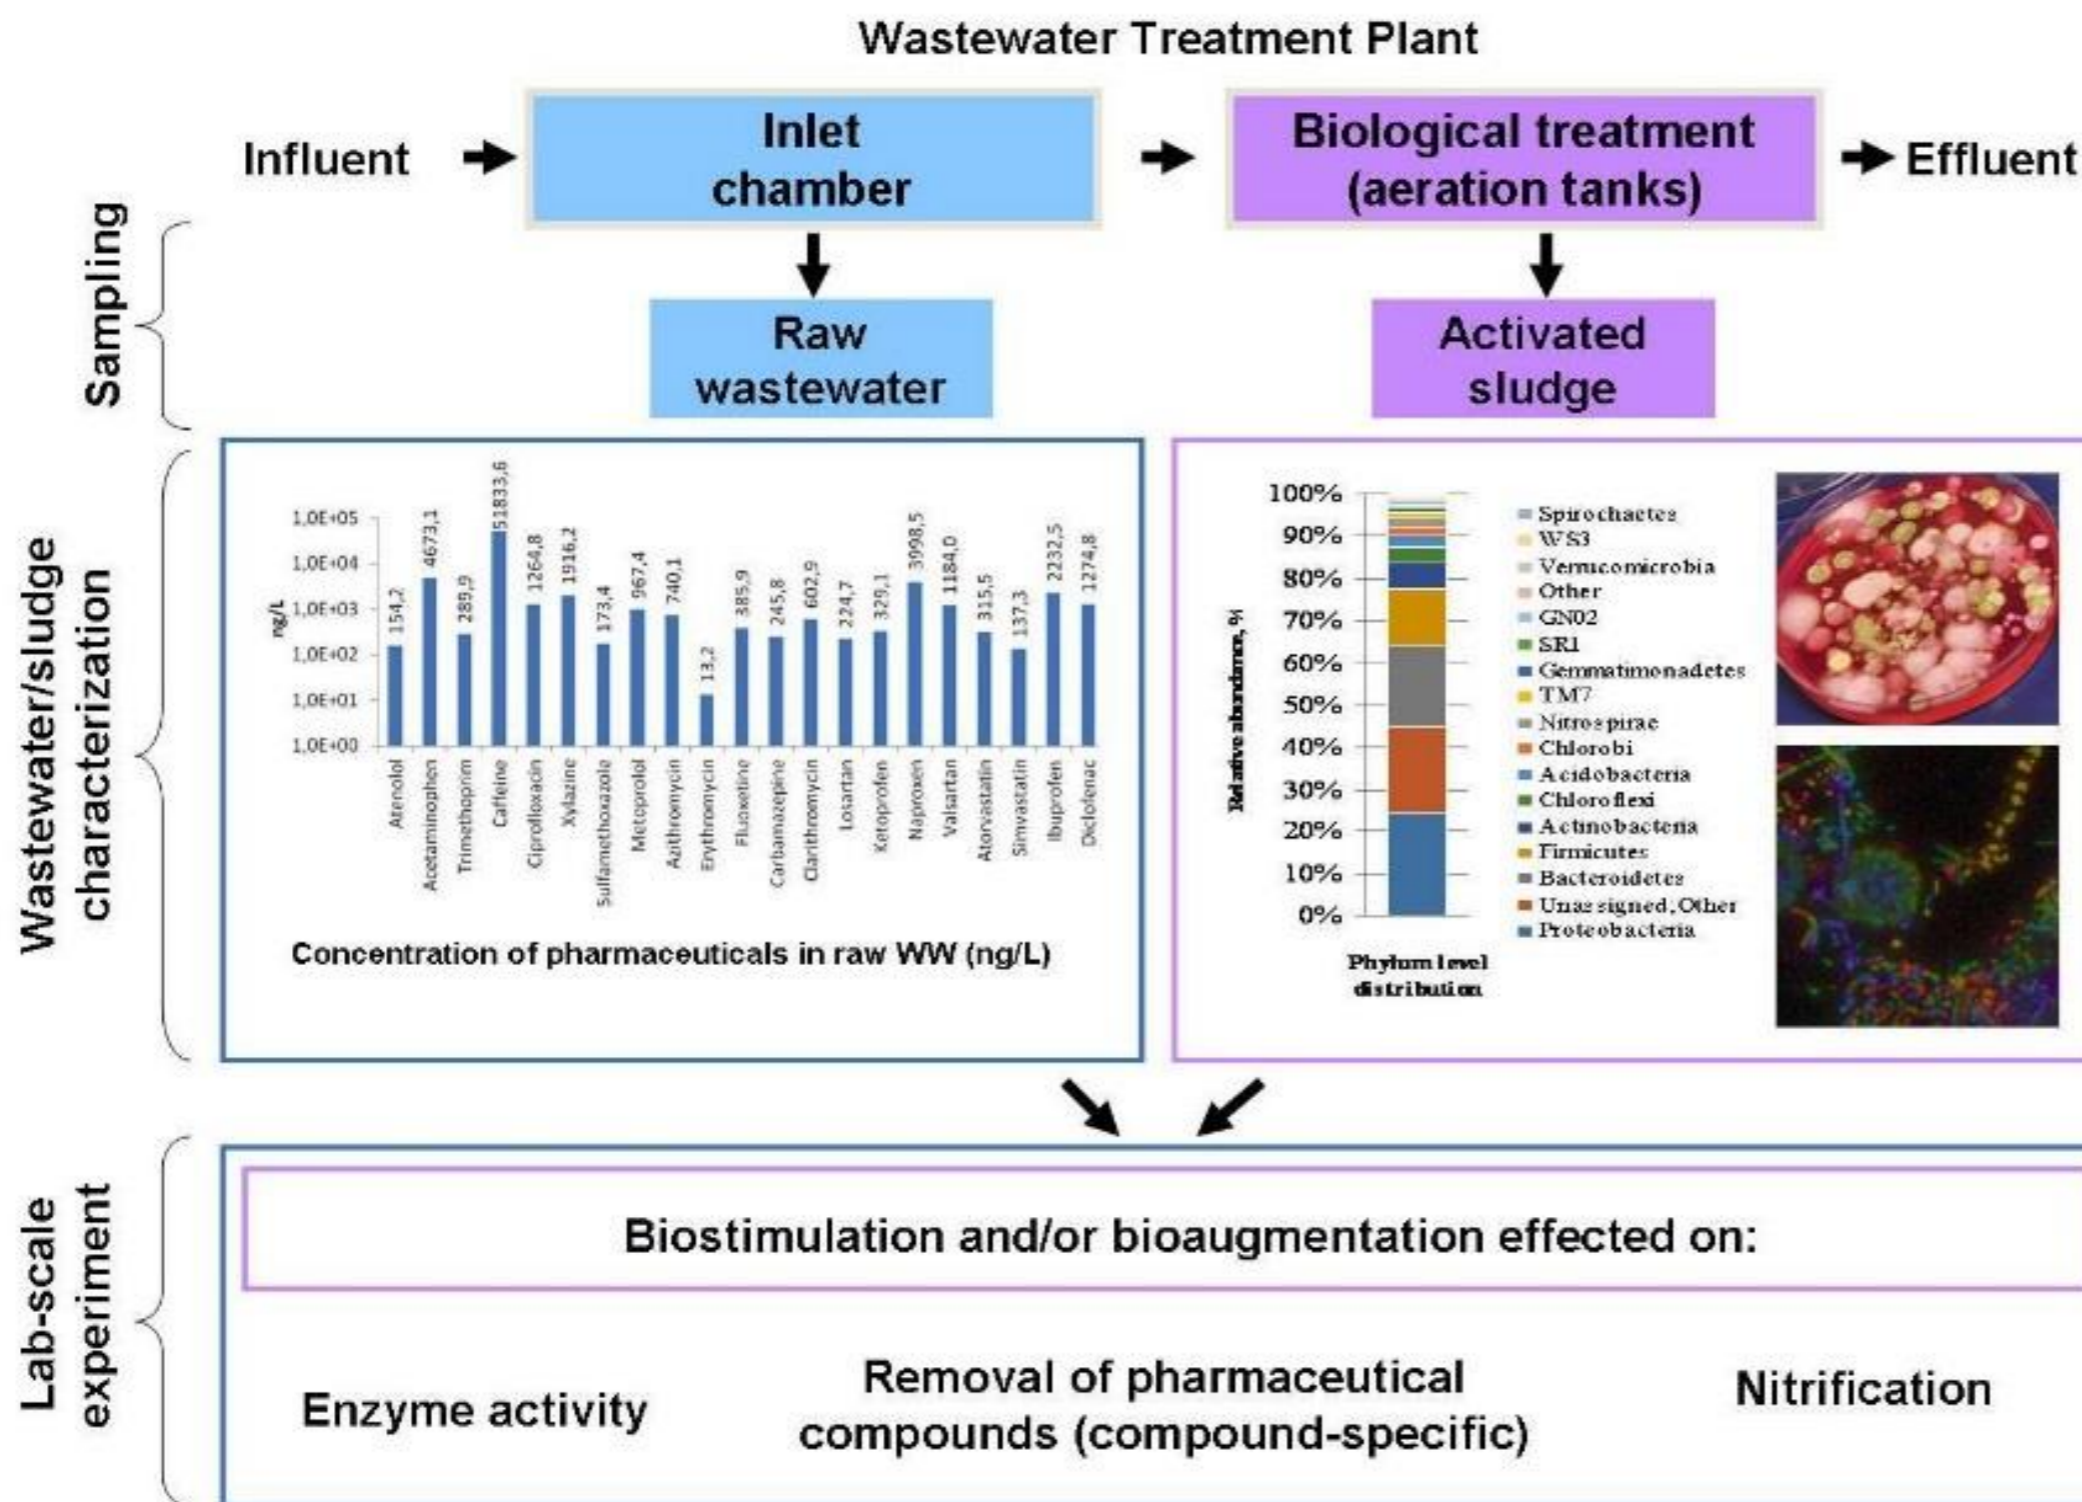 Wastewater Treatment Plant
Influent
Inlet
chamber
Biological treatment
(aeration tanks)
Effluent
Sampling
Raw
wastewater
Activated
sludge
Wastewater/sludge
characterization
ng/L
1,0E+05
1,0E+04
1,0E+03
1,0E+02
1,0E+01
1,0E+00
154,2
4673,1
289,9
51833,6
1264,8
1916,2
173,4
967,4
740,1
13,2
385,9
245,8
602,9
224,7
329,1
3998,5
1184,0
315,5
137,3
2232,5
1274,8
Atenolol
Acetaminophen
Trimethoprim
Caffeine
Ciprofloxacin
Xylazine
Sulfamethoxazole
Metoprolol
Azithromycin
Erythromycin
Fluoxetine
Carbamazepine
Clarithromycin
Losartan
Ketoprofen
Naproxen
Valsartan
Atorvastatin
Simvastatin
Ibuprofen
Diclofenac
Concentration of pharmaceuticals in raw WW (ng/L)
Relative abundance, %
100%
90%
80%
70%
60%
50%
40%
30%
20%
10%
0%
Phylum level
distribution
Spirochaetes
WS3
Verrucomicrobia
Other
GN02
SR1
Gemmatimonadetes
TM7
Nitrospirae
Chlorobi
Acidobacteria
Chloroflexi
Actinobacteria
Firmicutes
Bacteroidetes
Unassigned;Other
Proteobacteria
Lab-scale
experiment
Biostimulation and/or bioaugmentation effected on:
Enzyme activity
Removal of pharmaceutical
compounds (compound-specific)
Nitrification